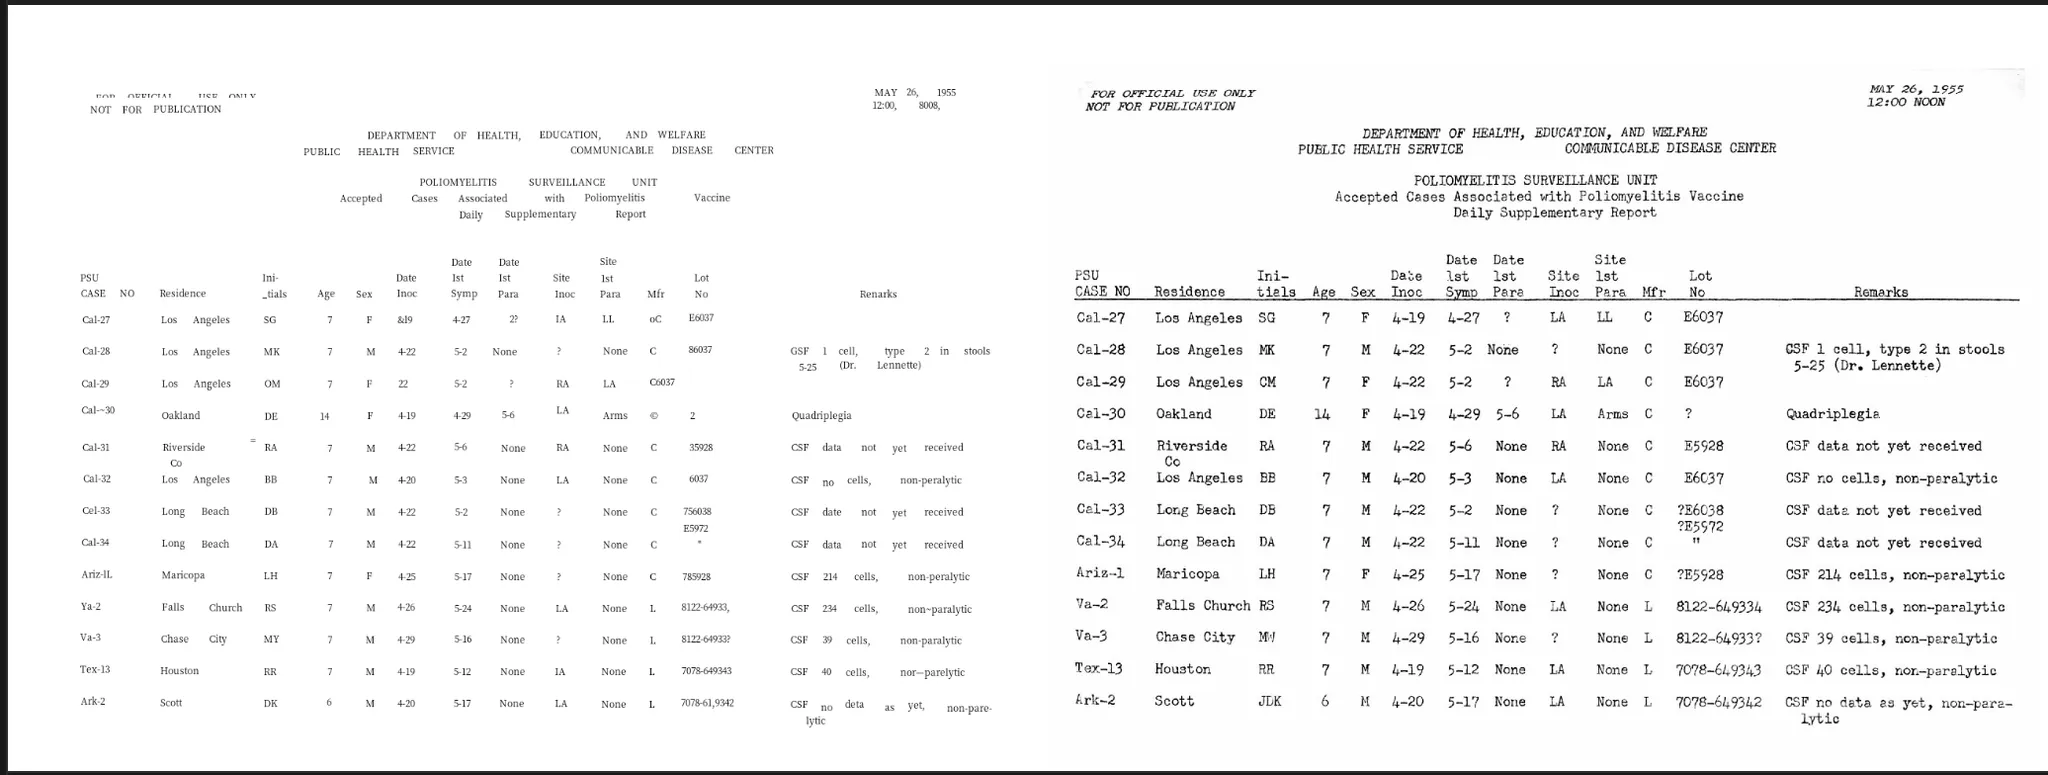 FOR OFFICIAL USE ONLY
NOT FOR PUBLICATION
MAY 26, 1955
12:00, 8008,
DEPARTMENT OF HEALTH, EDUCATION, AND WELFARE
PUBLIC HEALTH SERVICE COMMUNICABLE DISEASE CENTER
POLIOMYELITIS SURVEILLANCE UNIT
Accepted Cases Associated with Poliomyelitis Vaccine
Daily Supplementary Report
Date Date Site
PSU Ini- Date 1st 1st Site 1st Lot
CASE NO Residence _tials Age Sex Inoc Symp Para Inoc Para Mfr No Remarks
Cal-27 Los Angeles SG 7 F &l9 4-27 2? IA LL oC E6037
Cal-28 Los Angeles MK 7 M 4-22 5-2 None ? None C 86037 GSF 1 cell, type 2 in stools
5-25 (Dr. Lennette)
Cal-29 Los Angeles OM 7 F 22 5-2 ? RA LA C6037
Cal-~30 Oakland DE 14 F 4-19 4-29 5-6 LA Arms © 2 Quadriplegia
Cal-31 Riverside = RA 7 M 4-22 5-6 None RA None C 35928 CSF data not yet received
Co
Cal-32 Los Angeles BB 7 M 4-20 5-3 None LA None C 6037 CSF no cells, non-peralytic
Cel-33 Long Beach DB 7 M 4-22 5-2 None ? None C 756038 CSF date not yet received
E5972
Cal-34 Long Beach DA 7 M 4-22 5-11 None ? None C " CSF data not yet received
Ariz-lL Maricopa LH 7 F 4-25 5-17 None ? None C 785928 CSF 214 cells, non-peralytic
Ya-2 Falls Church RS 7 M 4-26 5-24 None LA None L 8122-64933, CSF 234 cells, non~paralytic
Va-3 Chase City MY 7 M 4-29 5-16 None ? None L 8122-64933? CSF 39 cells, non-paralytic
Tex-13 Houston RR 7 M 4-19 5-12 None IA None L 7078-649343 CSF 40 cells, nor—parelytic
Ark-2 Scott DK 6 M 4-20 5-17 None LA None L 7078-61,9342 CSF no deta as yet, non-pare-
lytic
FOR OFFICIAL USE ONLY
NOT FOR PUBLICATION
MAY 26, 1955
12:00 NOON
DEPARTMENT OF HEALTH, EDUCATION, AND WELFARE
PUBLIC HEALTH SERVICE COMMUNICABLE DISEASE CENTER
POLIOMYELITIS SURVEILLANCE UNIT
Accepted Cases Associated with Poliomyelitis Vaccine
Daily Supplementary Report
Date Date Site
PSU Ini- Date 1st 1st Site 1st Lot
CASE NO Residence tials Age Sex Inoc Symp Para Inoc Para Mfr No Remarks
Cal-27 Los Angeles SG 7 F 4-19 4-27 ? LA LL C E6037
Cal-28 Los Angeles MK 7 M 4-22 5-2 None ? None C E6037 CSF 1 cell, type 2 in stools
5-25 (Dr. Lennette)
Cal-29 Los Angeles CM 7 F 4-22 5-2 ? RA LA C E6037
Cal-30 Oakland DE 14 F 4-19 4-29 5-6 LA Arms C ? Quadriplegia
Cal-31 Riverside RA 7 M 4-22 5-6 None RA None C E5928 CSF data not yet received
Co
Cal-32 Los Angeles BB 7 M 4-20 5-3 None LA None C E6037 CSF no cells, non-paralytic
Cal-33 Long Beach DB 7 M 4-22 5-2 None ? None C ?E6038 CSF data not yet received
?E5972
Cal-34 Long Beach DA 7 M 4-22 5-11 None ? None C " CSF data not yet received
Ariz-1 Maricopa LH 7 F 4-25 5-17 None ? None C ?E5928 CSF 214 cells, non-paralytic
Va-2 Falls Church RS 7 M 4-26 5-24 None LA None L 8122-649334 CSF 234 cells, non-paralytic
Va-3 Chase City MW 7 M 4-29 5-16 None ? None L 8122-64933? CSF 39 cells, non-paralytic
Tex-13 Houston RR 7 M 4-19 5-12 None LA None L 7078-649343 CSF 40 cells, non-paralytic
Ark-2 Scott JDK 6 M 4-20 5-17 None LA None L 7078-649342 CSF no data as yet, non-para-
lytic